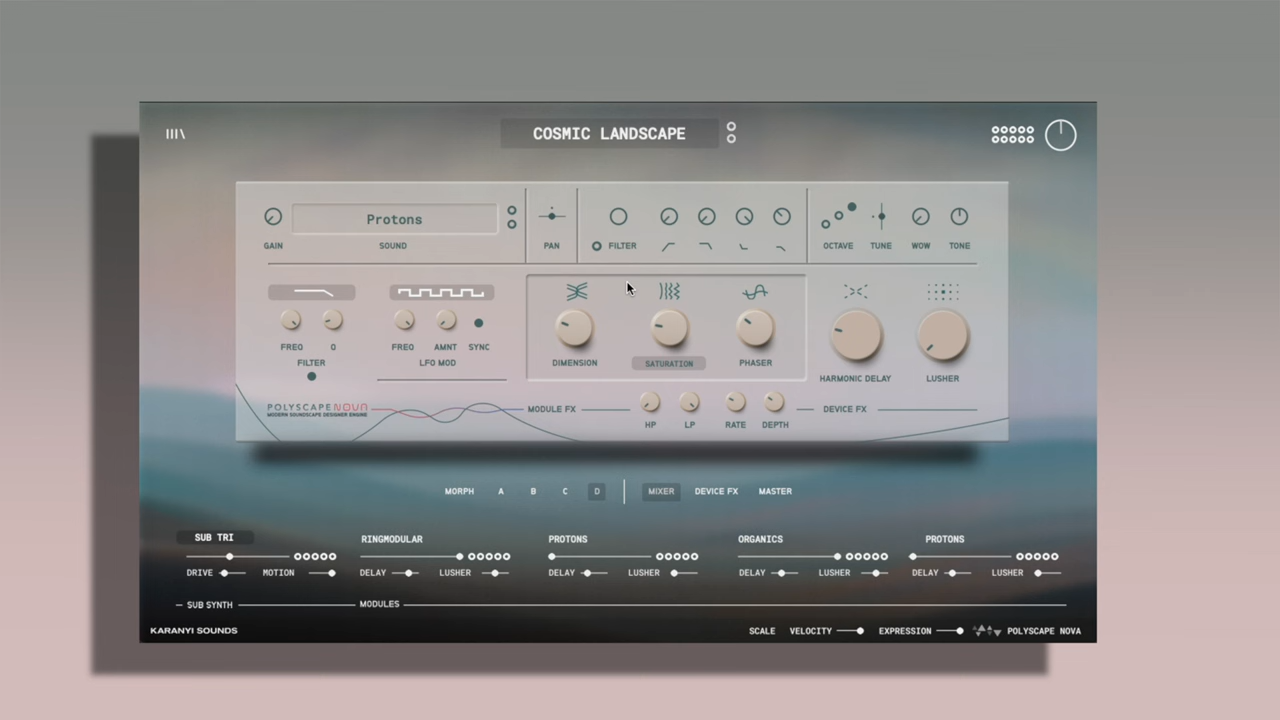 COSMIC LANDSCAPE
Protons
GAIN SOUND PAN FILTER OCTAVE TUNE WOW TONE
FREQ Q FREQ AMNT SYNC DIMENSION SATURATION PHASER
FILTER LFO MOD HARMONIC DELAY LUSHER
POLYSCAPE NOVA
MODERN SOUNDSCAPE DESIGNER ENGINE
MODULE FX DEVICE FX
HP LP RATE DEPTH
MORPH A B C D MIXER DEVICE FX MASTER
SUB TRI RINGMODULAR PROTONS ORGANICS PROTONS
DRIVE MOTION DELAY LUSHER DELAY LUSHER DELAY LUSHER DELAY LUSHER
SUB SYNTH MODULES
KARANYI SOUNDS SCALE VELOCITY EXPRESSION POLYSCAPE NOVA